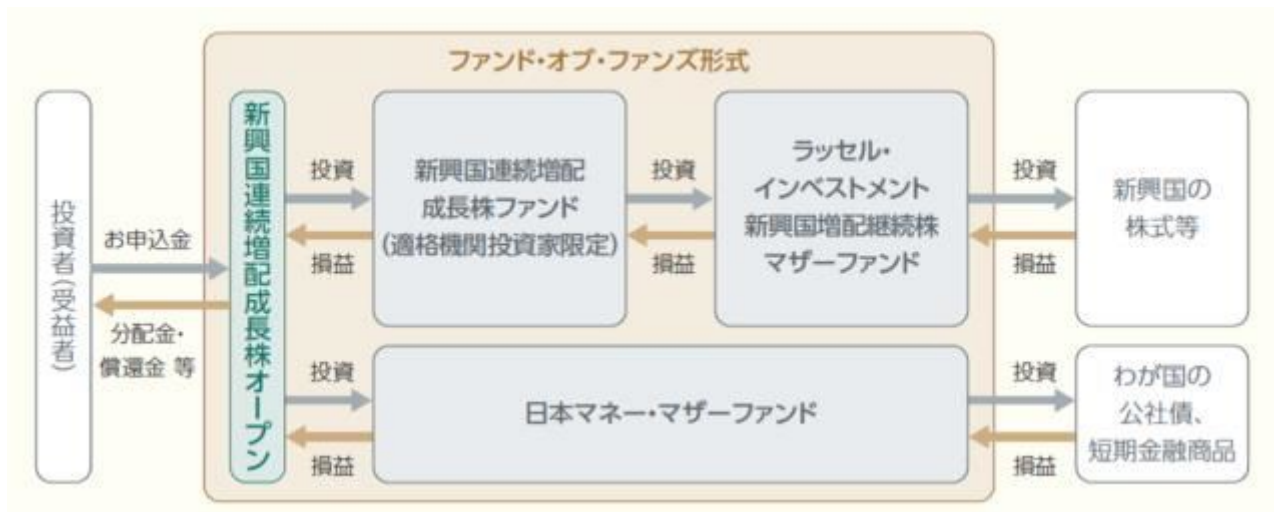 ファンド・オブ・ファンズ形式
投資者(受益者)
お申込金
分配金・
償還金 等
新興国連続増配成長株オープン
投資
損益
新興国連続増配
成長株ファンド
(適格機関投資家限定)
投資
損益
ラッセル・
インベストメント
新興国増配継続株
マザーファンド
投資
損益
新興国の
株式等
投資
損益
日本マネー・マザーファンド
投資
損益
わが国の
公社債、
短期金融商品